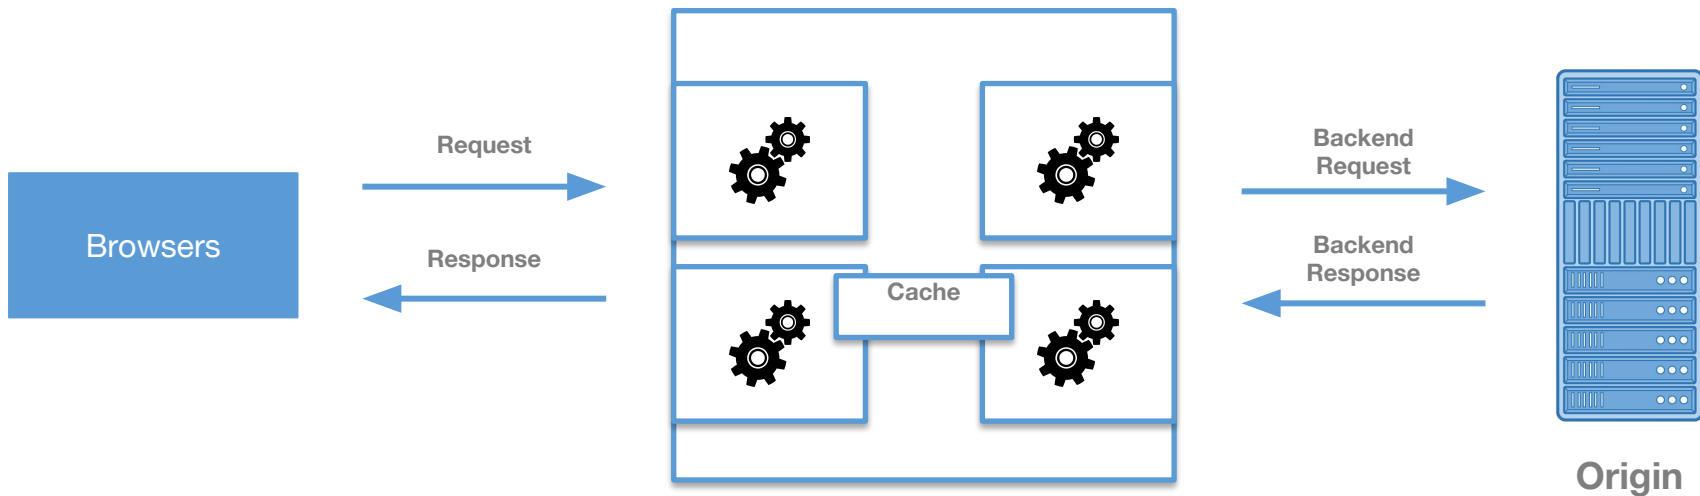 Request
Backend
Request
Browsers
Response
Cache
Backend
Response
Origin